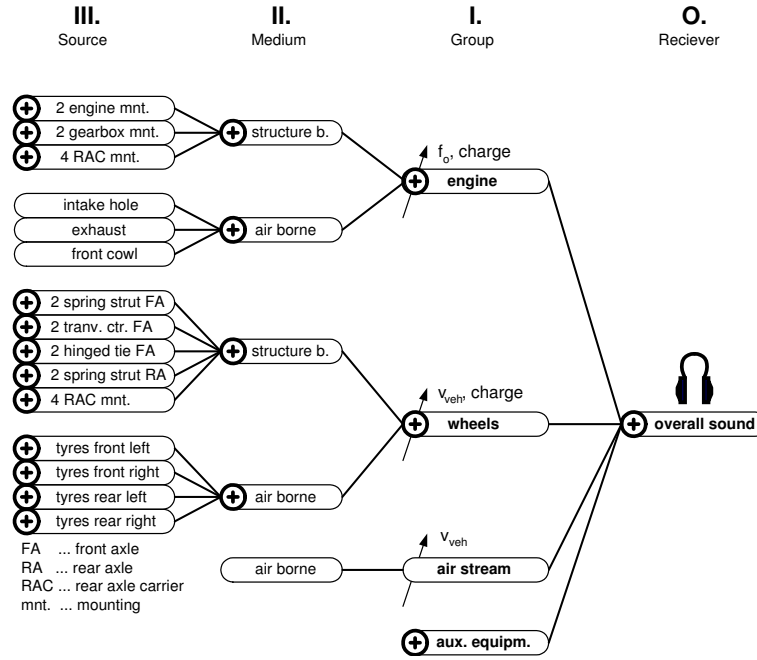 III. II. I. O.
Source Medium Group Reciever
2 engine mnt.
2 gearbox mnt.
4 RAC mnt.
structure b.
intake hole
exhaust
front cowl
air borne
fo, charge
engine
2 spring strut FA
2 tranv. ctr. FA
2 hinged tie FA
2 spring strut RA
4 RAC mnt.
structure b.
tyres front left
tyres front right
tyres rear left
tyres rear right
air borne
vveh, charge
wheels
overall sound
air borne
vveh
air stream
aux. equipm.
FA ... front axle
RA ... rear axle
RAC ... rear axle carrier
mnt. ... mounting